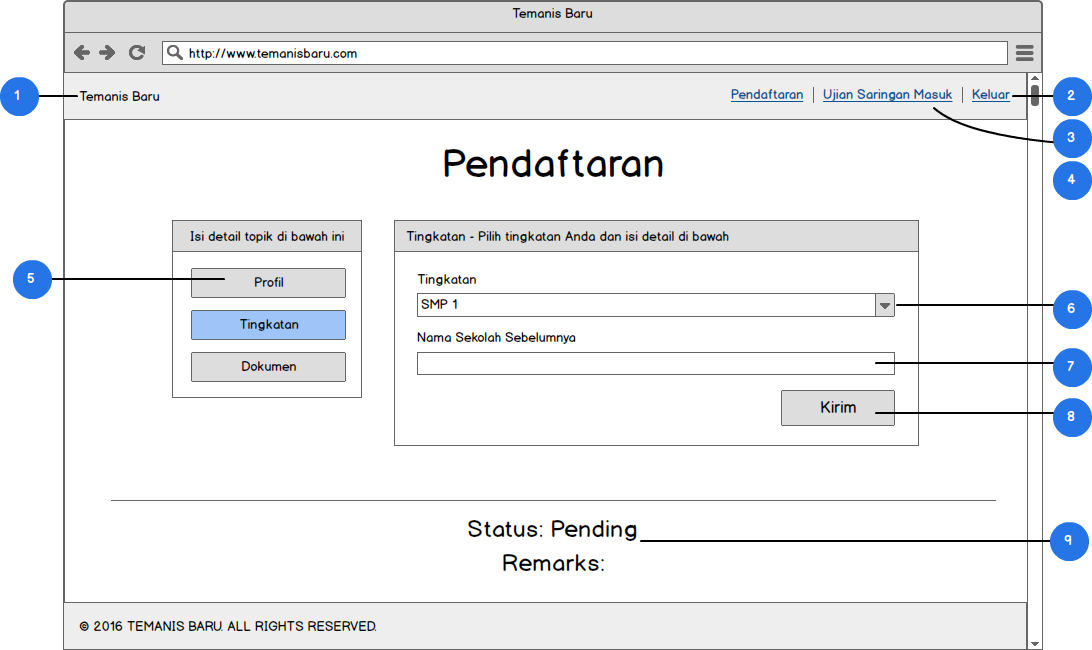 Temanis Baru
http://www.temanisbaru.com
1
Temanis Baru
Pendaftaran | Ujian Saringan Masuk | Keluar
2
3
4
Pendaftaran
Isi detail topik di bawah ini
5
Profil
Tingkatan
Dokumen
Tingkatan - Pilih tingkatan Anda dan isi detail di bawah
Tingkatan
SMP 1
6
Nama Sekolah Sebelumnya
7
Kirim
8
Status: Pending
9
Remarks:
© 2016 TEMANIS BARU. ALL RIGHTS RESERVED.